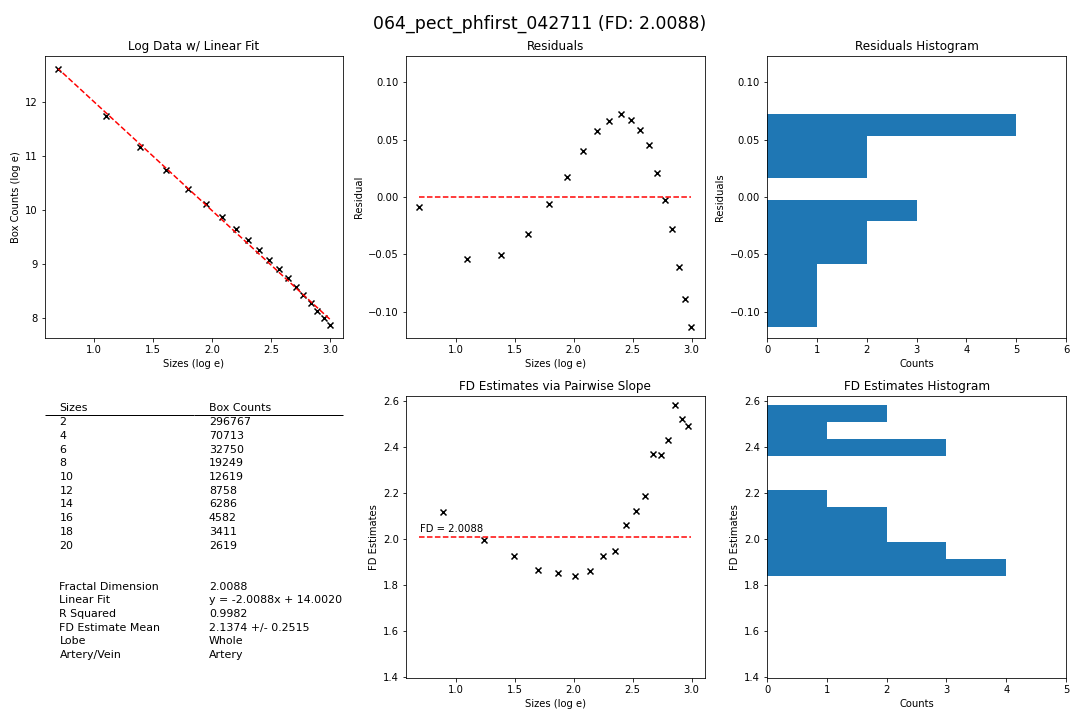 064_pect_phfirst_042711 (FD: 2.0088)
Log Data w/ Linear Fit
Box Counts (log e)
12
11
10
9
8
1.0 1.5 2.0 2.5 3.0
Sizes (log e)
Residuals
Residual
0.10
0.05
0.00
−0.05
−0.10
1.0 1.5 2.0 2.5 3.0
Sizes (log e)
Residuals Histogram
Residuals
0.10
0.05
0.00
−0.05
−0.10
0 1 2 3 4 5 6
Counts
Sizes Box Counts
2 296767
4 70713
6 32750
8 19249
10 12619
12 8758
14 6286
16 4582
18 3411
20 2619
Fractal Dimension 2.0088
Linear Fit y = -2.0088x + 14.0020
R Squared 0.9982
FD Estimate Mean 2.1374 +/- 0.2515
Lobe Whole
Artery/Vein Artery
FD Estimates via Pairwise Slope
FD Estimates
2.6
2.4
2.2
2.0
1.8
1.6
1.4
FD = 2.0088
1.0 1.5 2.0 2.5 3.0
Sizes (log e)
FD Estimates Histogram
FD Estimates
2.6
2.4
2.2
2.0
1.8
1.6
1.4
0 1 2 3 4 5
Counts